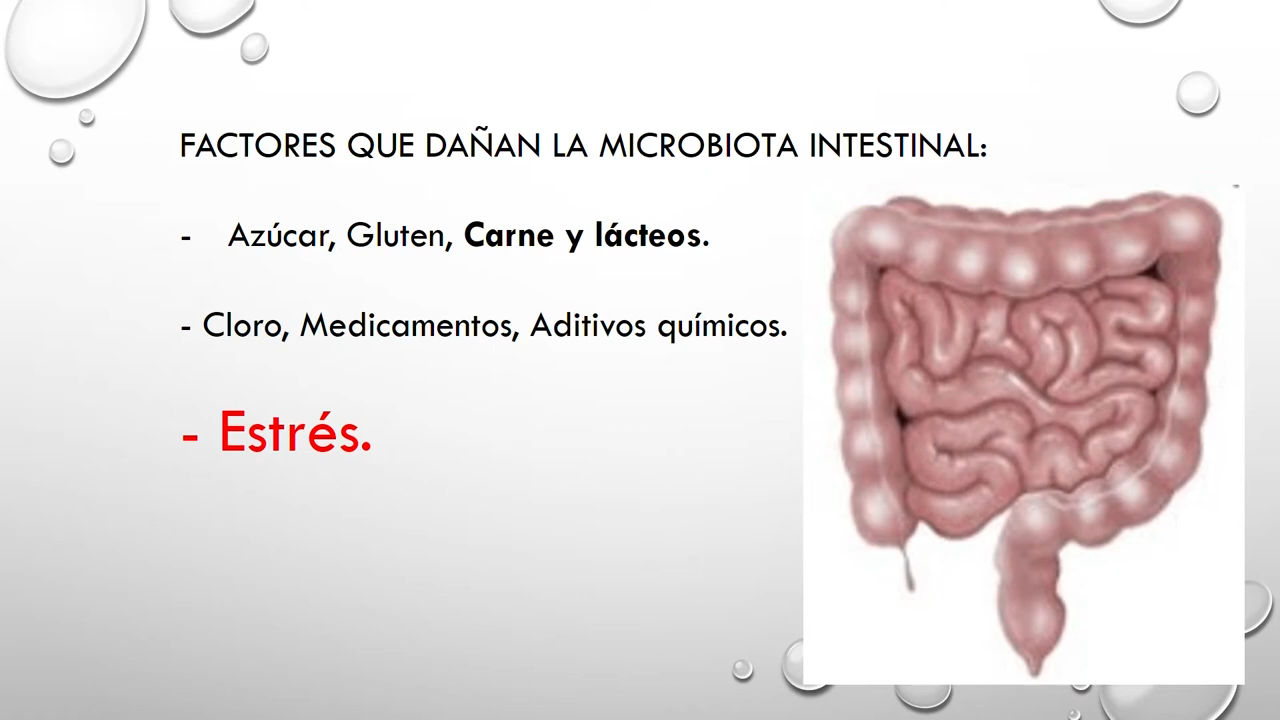 FACTORES QUE DAÑAN LA MICROBIOTA INTESTINAL:
- Azúcar, Gluten, Carne y lácteos.
- Cloro, Medicamentos, Aditivos químicos.
- Estrés.